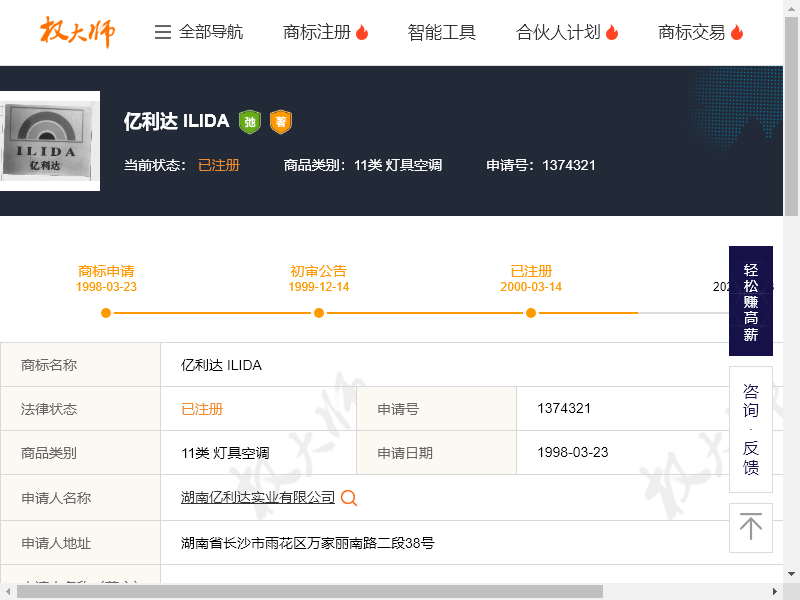 权大师 全部导航 商标注册 智能工具 合伙人计划 商标交易
亿利达 ILIDA 驰 著
ILIDA
亿利达
当前状态： 已注册 商品类别：11类 灯具空调 申请号：1374321
商标申请 初审公告 已注册
1998-03-23 1999-12-14 2000-03-14
轻松赚高薪
商标名称 亿利达 ILIDA
法律状态 已注册 申请号 1374321
商品类别 11类 灯具空调 申请日期 1998-03-23
咨询·反馈
申请人名称 湖南亿利达实业有限公司
申请人地址 湖南省长沙市雨花区万家丽南路二段38号
权大师
权大